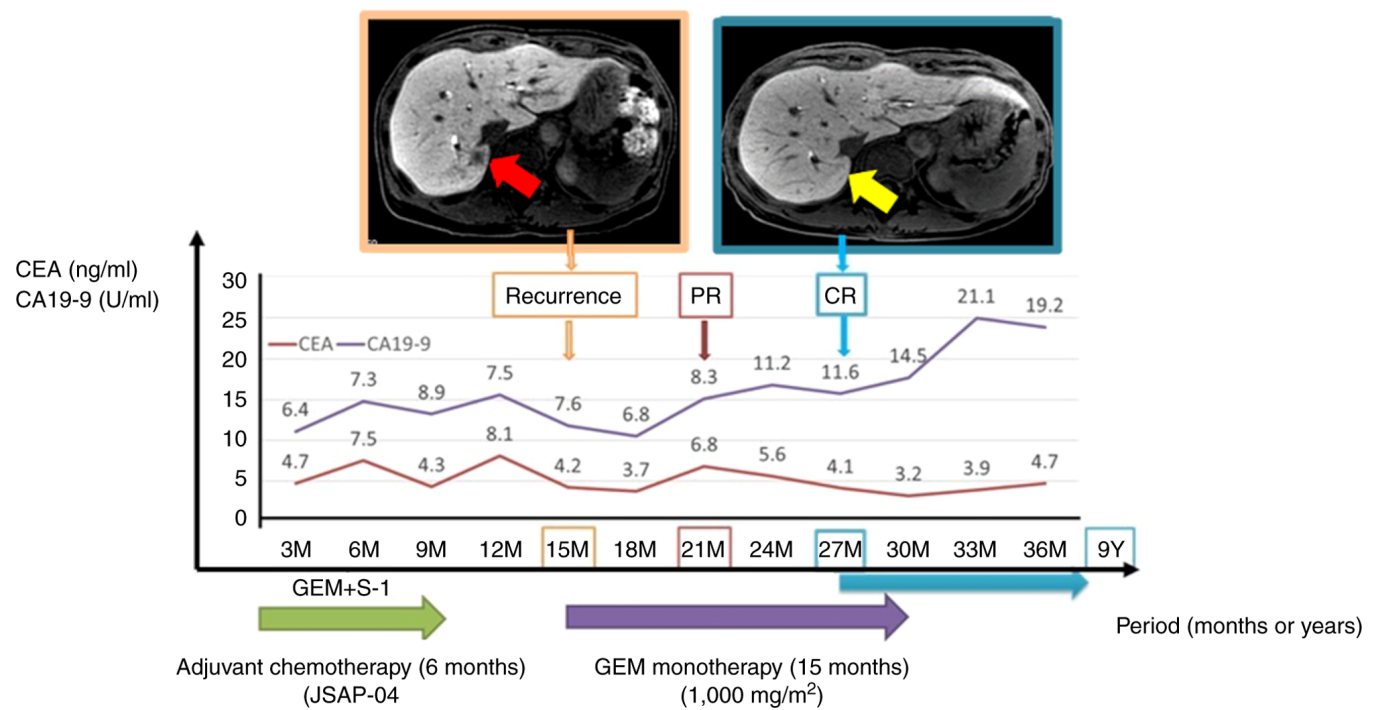 CEA (ng/ml)
CA19-9 (U/ml)
30
25
20
15
10
5
0
Recurrence
PR
CR
CEA
CA19-9
6.4
7.3
8.9
7.5
7.6
6.8
8.3
11.2
11.6
14.5
21.1
19.2
4.7
7.5
4.3
8.1
4.2
3.7
6.8
5.6
4.1
3.2
3.9
4.7
3M 6M 9M 12M 15M 18M 21M 24M 27M 30M 33M 36M 9Y
GEM+S-1
Period (months or years)
Adjuvant chemotherapy (6 months)
(JSAP-04
GEM monotherapy (15 months)
(1,000 mg/m²)